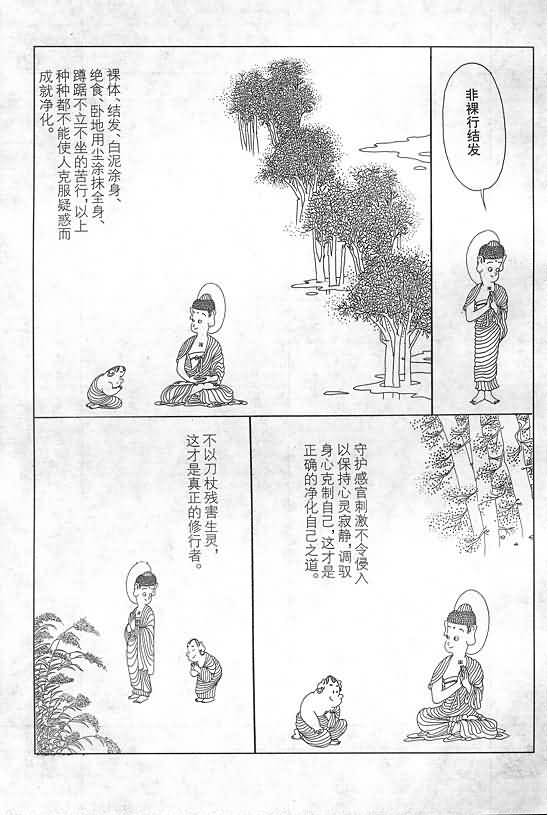 非裸行结发
裸体、结发、白泥涂身、
绝食、卧地用尘涂抹全身、
蹲踞不立不坐的苦行，以上
种种都不能使人克服疑惑而
成就净化。
守护感官刺激不令侵入
以保持心灵寂静，调驭
身心克制自己，这才是
正确的净化自己之道。
不以刀杖残害生灵，
这才是真正的修行者。